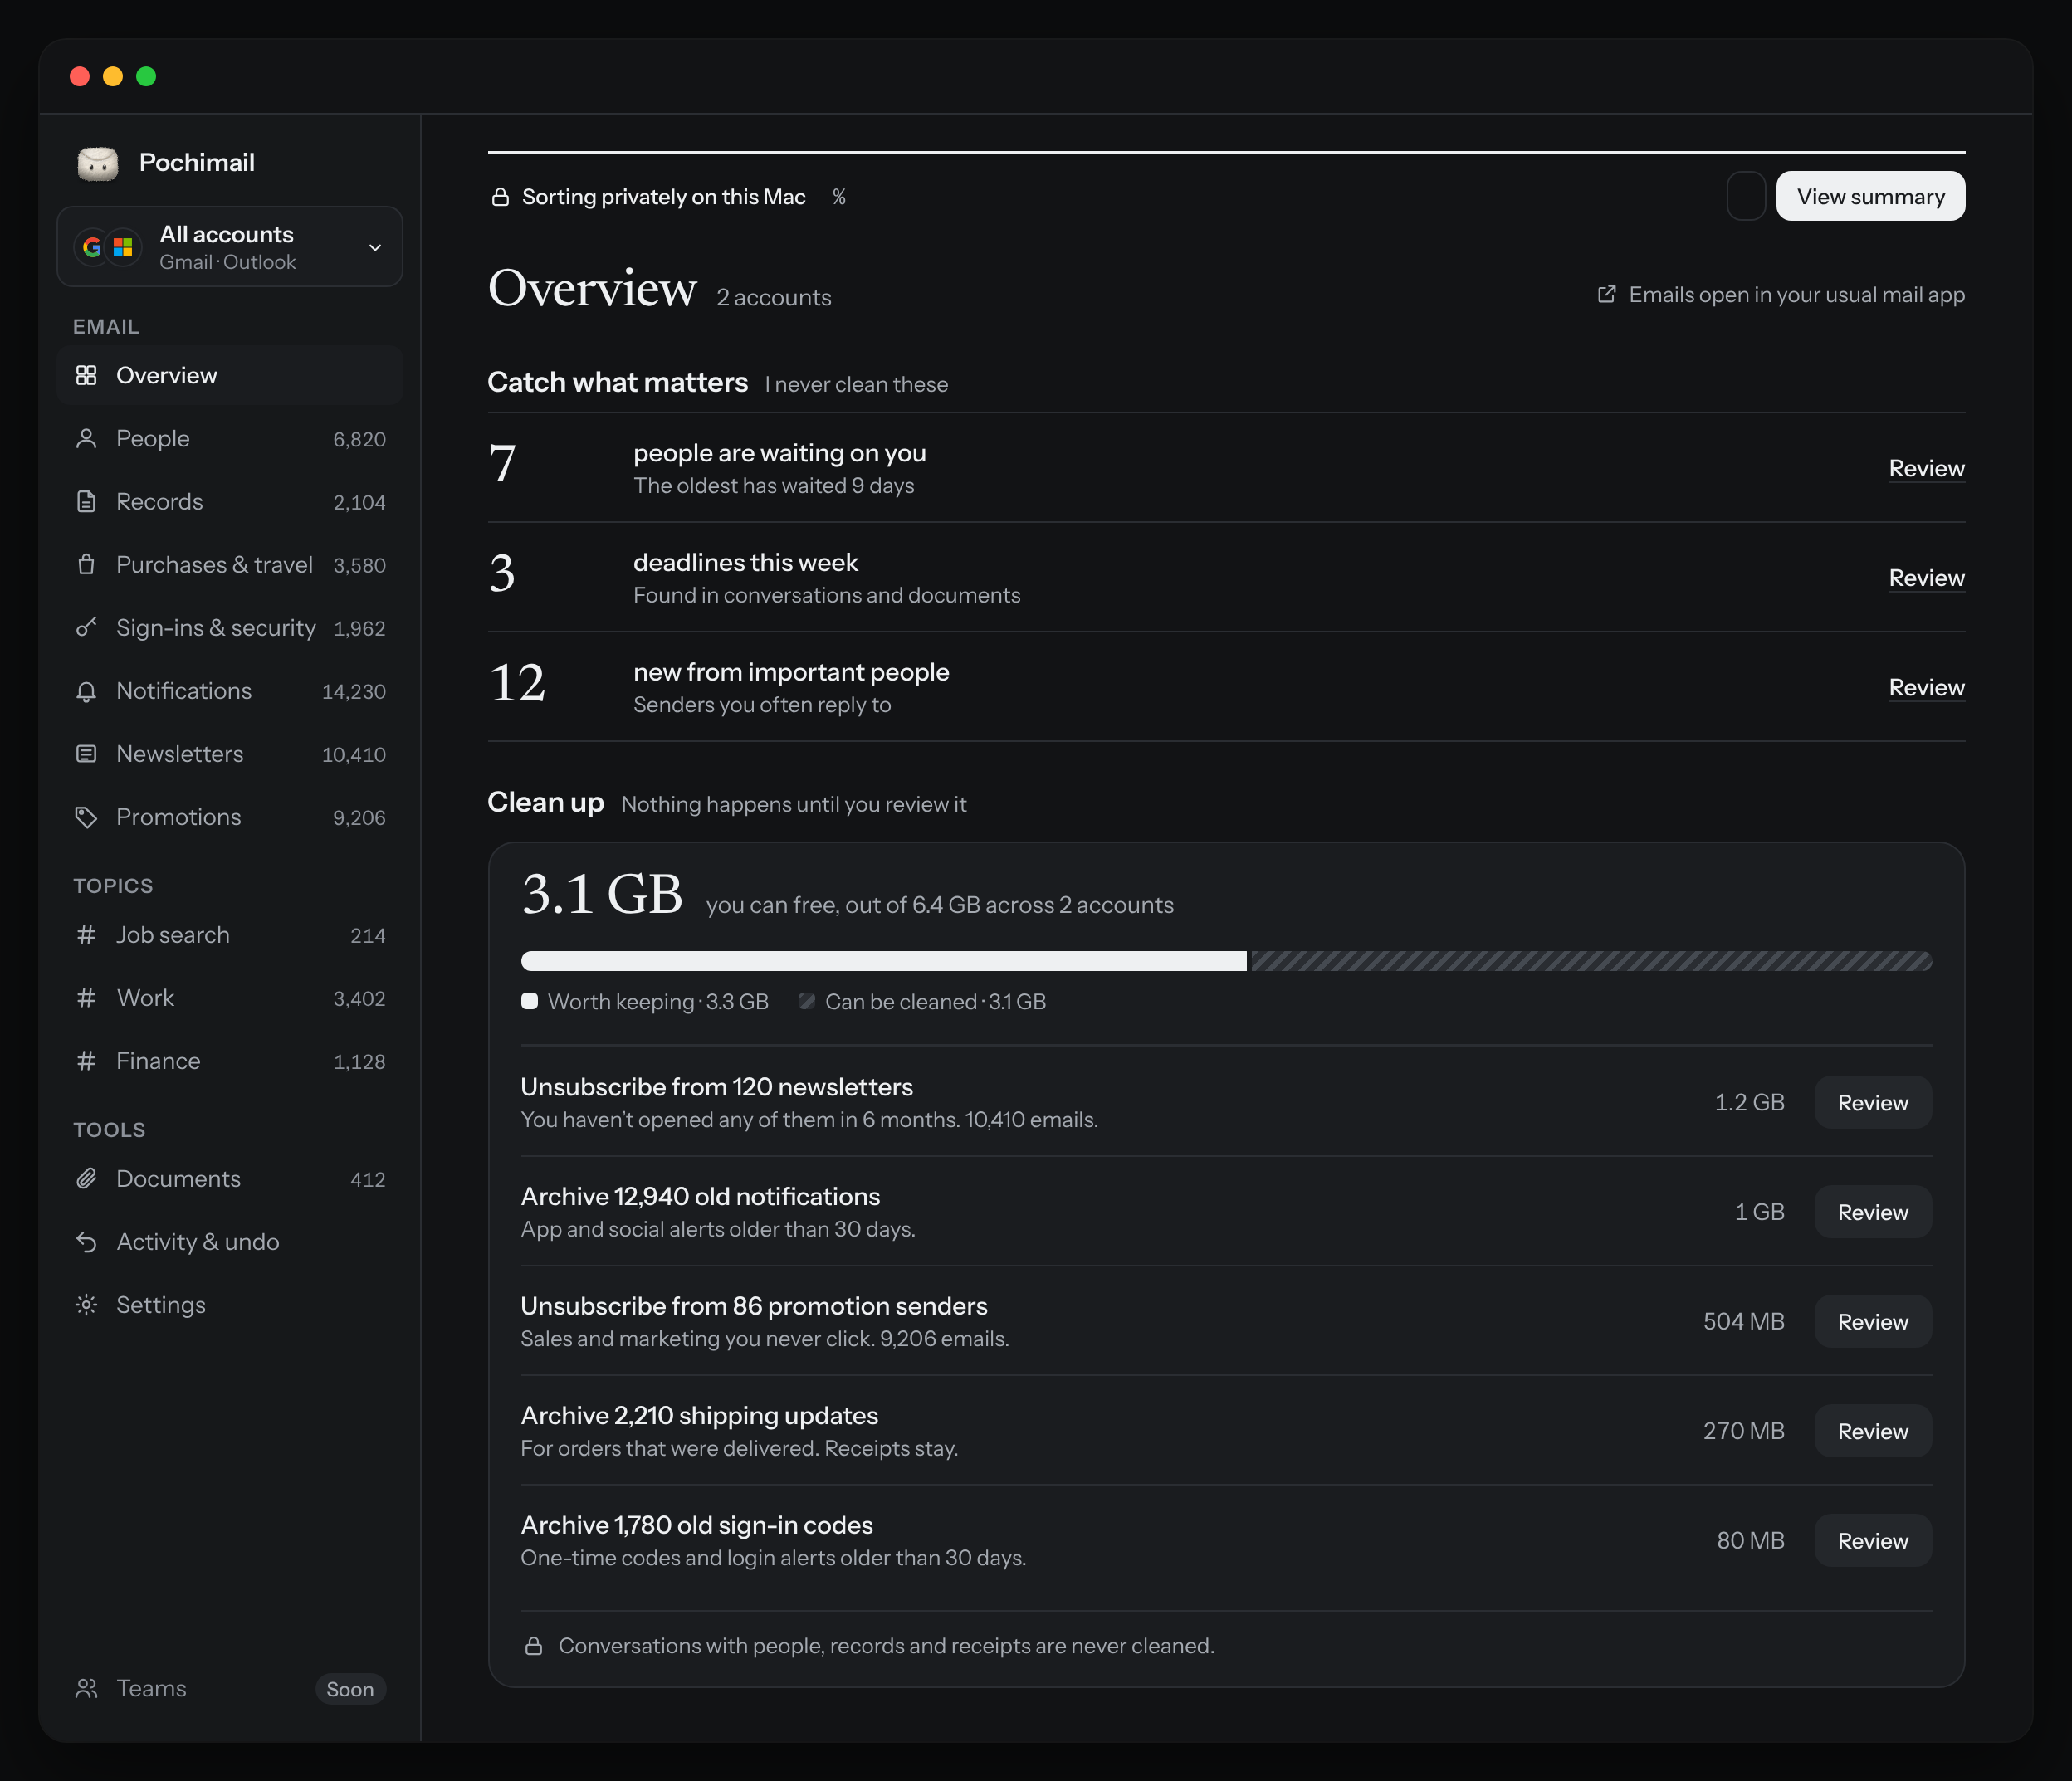 Pochimail
All accounts
Gmail · Outlook
EMAIL
Overview
People 6,820
Records 2,104
Purchases & travel 3,580
Sign-ins & security 1,962
Notifications 14,230
Newsletters 10,410
Promotions 9,206
TOPICS
# Job search 214
# Work 3,402
# Finance 1,128
TOOLS
Documents 412
Activity & undo
Settings
Teams Soon
Sorting privately on this Mac %
View summary
Overview 2 accounts
Emails open in your usual mail app
Catch what matters I never clean these
7 people are waiting on you
The oldest has waited 9 days
Review
3 deadlines this week
Found in conversations and documents
Review
12 new from important people
Senders you often reply to
Review
Clean up Nothing happens until you review it
3.1 GB you can free, out of 6.4 GB across 2 accounts
Worth keeping · 3.3 GB Can be cleaned · 3.1 GB
Unsubscribe from 120 newsletters
You haven’t opened any of them in 6 months. 10,410 emails.
1.2 GB Review
Archive 12,940 old notifications
App and social alerts older than 30 days.
1 GB Review
Unsubscribe from 86 promotion senders
Sales and marketing you never click. 9,206 emails.
504 MB Review
Archive 2,210 shipping updates
For orders that were delivered. Receipts stay.
270 MB Review
Archive 1,780 old sign-in codes
One-time codes and login alerts older than 30 days.
80 MB Review
Conversations with people, records and receipts are never cleaned.